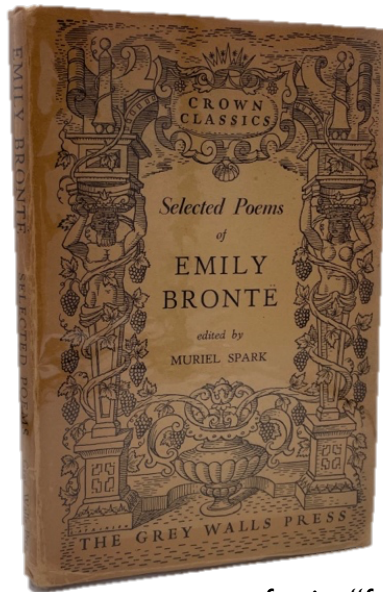 CROWN
CLASSICS
Selected Poems
of
EMILY
BRONTË
edited by
MURIEL SPARK
THE GREY WALLS PRESS
EMILY BRONTË SELECTED POEMS